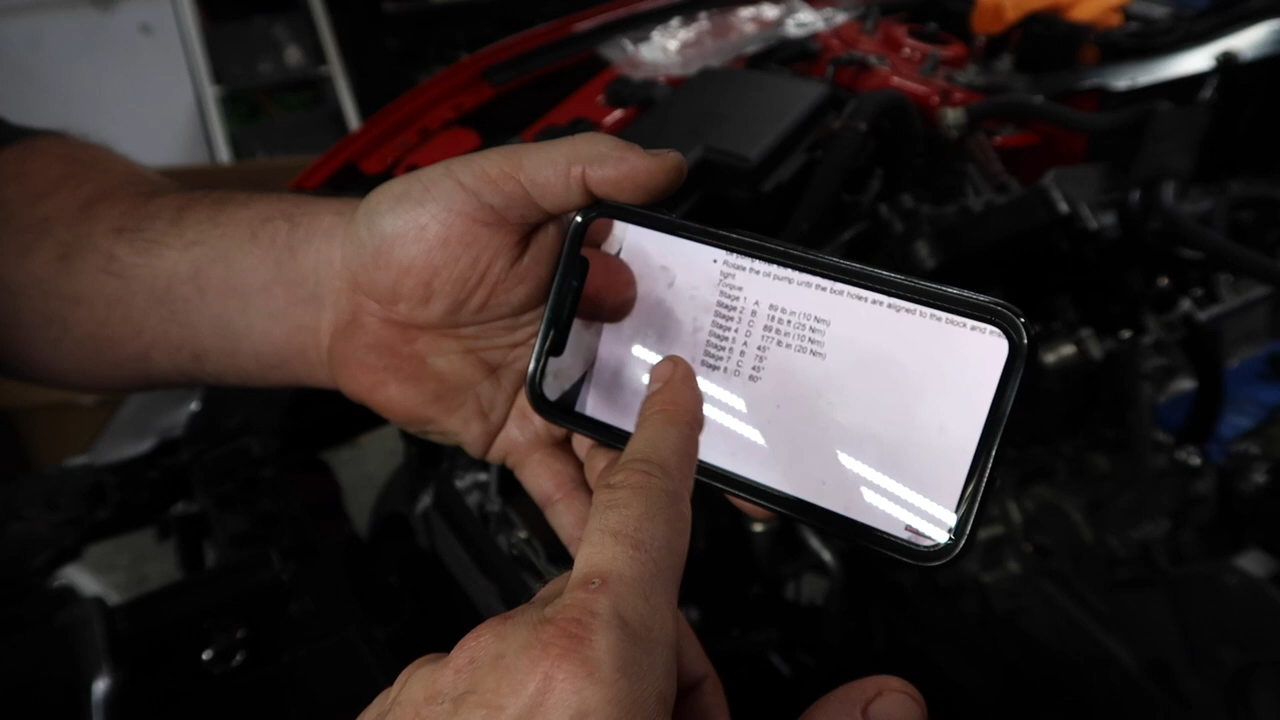 • Rotate the oil pump until the bolt holes are aligned to the block and
tight.
Torque:
Stage 1: A: 89 lb in (10 Nm)
Stage 2: B: 18 lb ft (25 Nm)
Stage 3: C: 89 lb in (10 Nm)
Stage 4: D: 177 lb in (20 Nm)
Stage 5: A: 45°
Stage 6: B: 75°
Stage 7: C: 45°
Stage 8: D: 60°